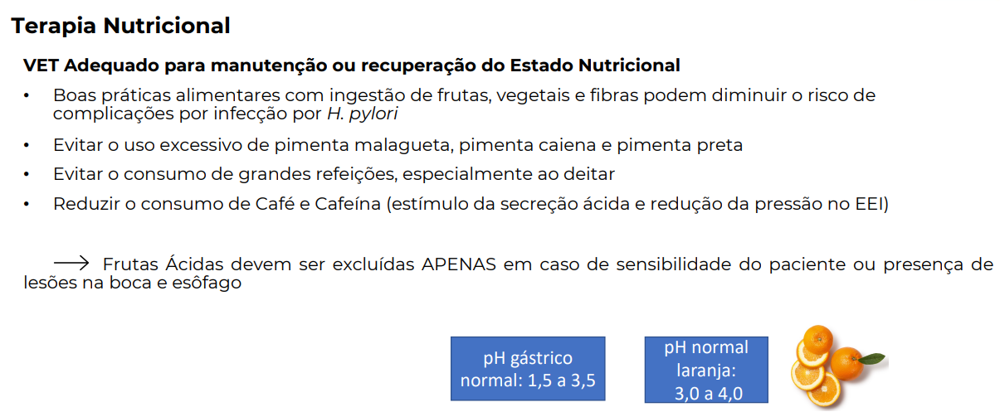 Terapia Nutricional
VET Adequado para manutenção ou recuperação do Estado Nutricional
• Boas práticas alimentares com ingestão de frutas, vegetais e fibras podem diminuir o risco de
complicações por infecção por H. pylori
• Evitar o uso excessivo de pimenta malagueta, pimenta caiena e pimenta preta
• Evitar o consumo de grandes refeições, especialmente ao deitar
• Reduzir o consumo de Café e Cafeína (estímulo da secreção ácida e redução da pressão no EEI)
→ Frutas Ácidas devem ser excluídas APENAS em caso de sensibilidade do paciente ou presença de
lesões na boca e esôfago
pH gástrico
normal: 1,5 a 3,5
pH normal
laranja:
3,0 a 4,0